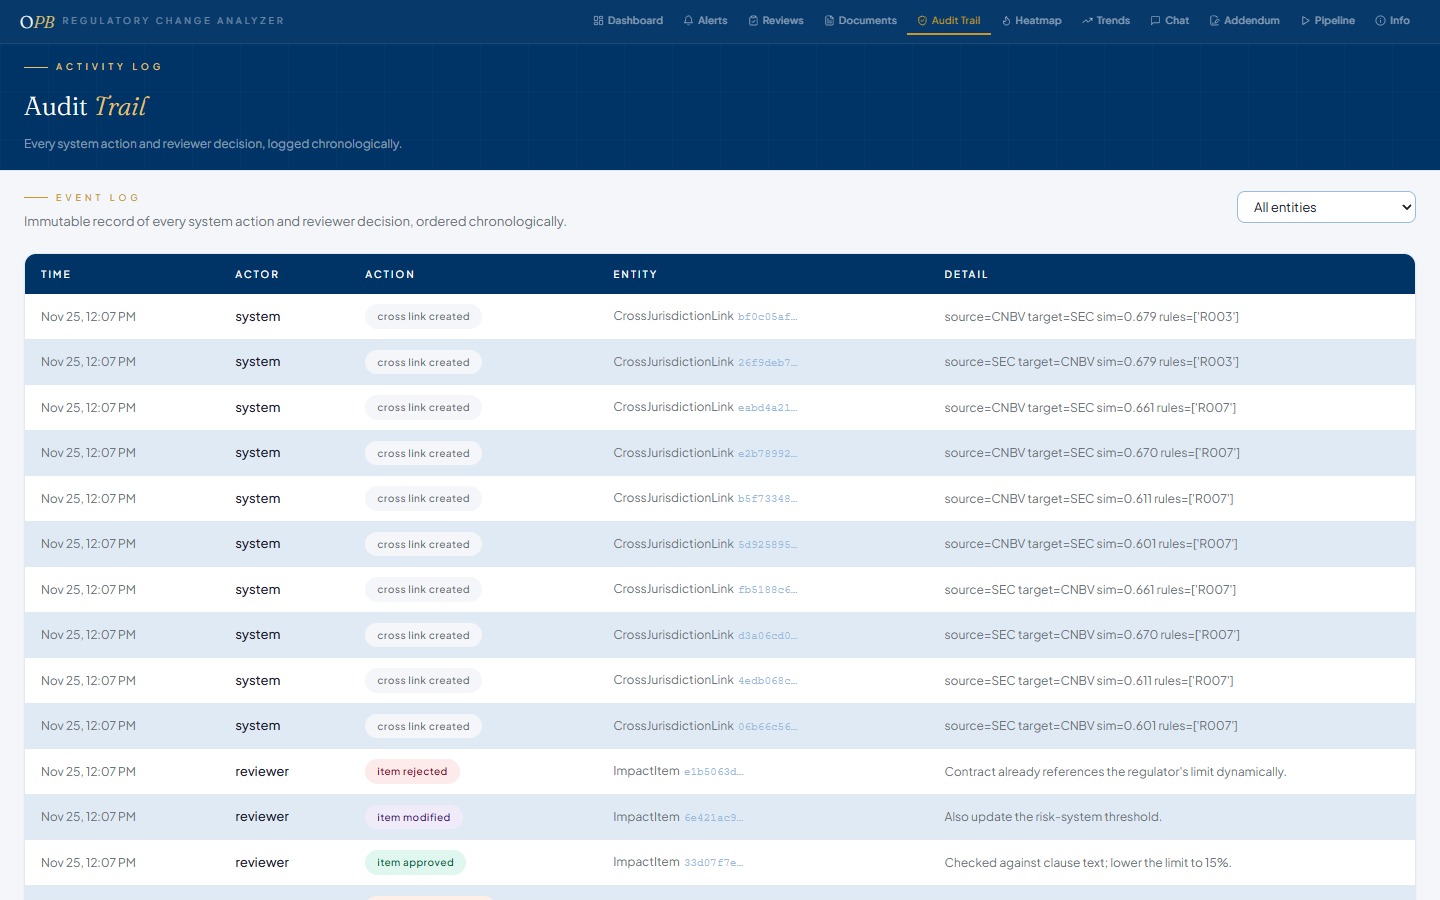 OPB REGULATORY CHANGE ANALYZER Dashboard Alerts Reviews Documents Audit Trail Heatmap Trends Chat Addendum Pipeline Info
ACTIVITY LOG
Audit Trail
Every system action and reviewer decision, logged chronologically.
EVENT LOG
Immutable record of every system action and reviewer decision, ordered chronologically.
All entities
TIME ACTOR ACTION ENTITY DETAIL
Nov 25, 12:07 PM system cross link created CrossJurisdictionLink bf0c05af… source=CNBV target=SEC sim=0.679 rules=['R003']
Nov 25, 12:07 PM system cross link created CrossJurisdictionLink 26f9deb7… source=SEC target=CNBV sim=0.679 rules=['R003']
Nov 25, 12:07 PM system cross link created CrossJurisdictionLink eabd4a21… source=CNBV target=SEC sim=0.661 rules=['R007']
Nov 25, 12:07 PM system cross link created CrossJurisdictionLink e2b78992… source=CNBV target=SEC sim=0.670 rules=['R007']
Nov 25, 12:07 PM system cross link created CrossJurisdictionLink b5f73348… source=CNBV target=SEC sim=0.611 rules=['R007']
Nov 25, 12:07 PM system cross link created CrossJurisdictionLink 5d925895… source=CNBV target=SEC sim=0.601 rules=['R007']
Nov 25, 12:07 PM system cross link created CrossJurisdictionLink fb5188c6… source=SEC target=CNBV sim=0.661 rules=['R007']
Nov 25, 12:07 PM system cross link created CrossJurisdictionLink d3a06cd0… source=SEC target=CNBV sim=0.670 rules=['R007']
Nov 25, 12:07 PM system cross link created CrossJurisdictionLink 4edb068c… source=SEC target=CNBV sim=0.611 rules=['R007']
Nov 25, 12:07 PM system cross link created CrossJurisdictionLink 06b66c56… source=SEC target=CNBV sim=0.601 rules=['R007']
Nov 25, 12:07 PM reviewer item rejected ImpactItem e1b5063d… Contract already references the regulator's limit dynamically.
Nov 25, 12:07 PM reviewer item modified ImpactItem 6e421ac9… Also update the risk-system threshold.
Nov 25, 12:07 PM reviewer item approved ImpactItem 33d07f7e… Checked against clause text; lower the limit to 15%.